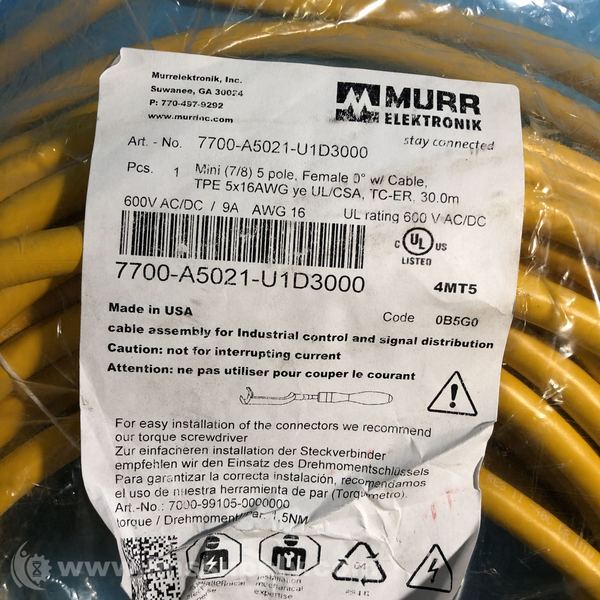 Murrelektronik, Inc.
Suwanee, GA 30024
P: 770-497-9292
www.murrinc.com
MURR
ELEKTRONIK
stay connected
Art. - No. 7700-A5021-U1D3000
Pcs. 1 Mini (7/8) 5 pole, Female 0° w/ Cable,
TPE 5x16AWG ye UL/CSA, TC-ER, 30.0m
600V AC/DC / 9A AWG 16 UL rating 600 V AC/DC
7700-A5021-U1D3000
c UL us
LISTED
4MT5
Made in USA
Code 0B5G0
cable assembly for Industrial control and signal distribution
Caution: not for interrupting current
Attention: ne pas utiliser pour couper le courant
For easy installation of the connectors we recommend
our torque screwdriver
Zur einfacheren installation der Steckverbinder
empfehlen wir den Einsatz des Drehmomentschlüssels
Para garantizar la correcta instalación, recomendamos
el uso de nuestra herramienta de par (Torquímetro).
Art.-No.: 7000-99105-0000000
torque / Drehmoment/Par: 1,5NM